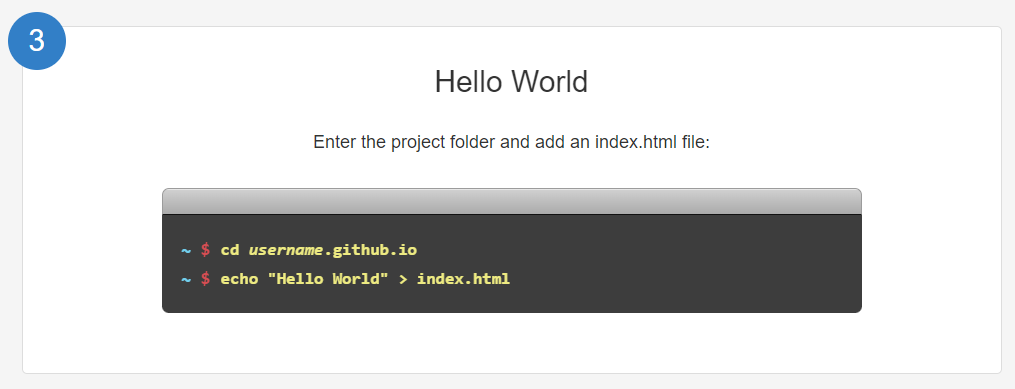 3
Hello World
Enter the project folder and add an index.html file:
~ $ cd username.github.io
~ $ echo "Hello World" > index.html